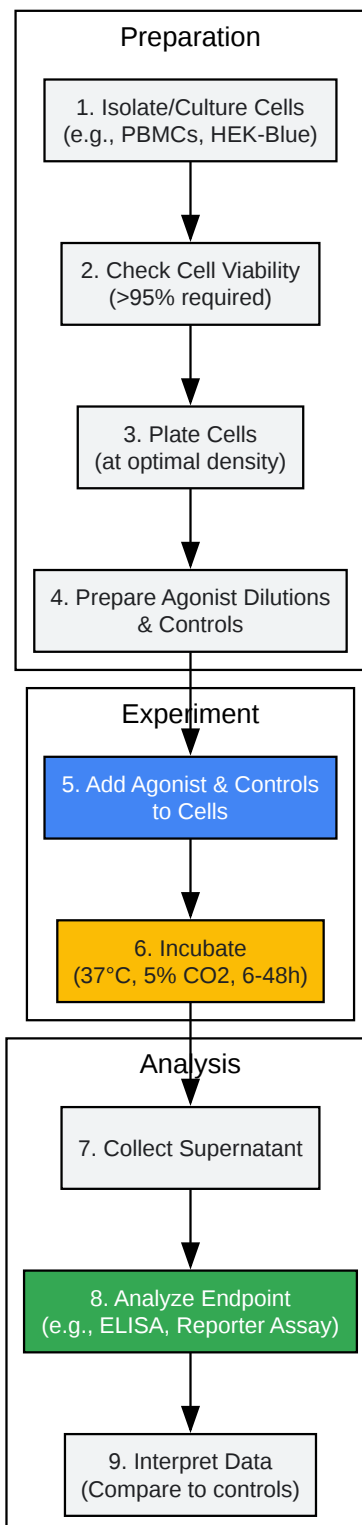 Preparation
1. Isolate/Culture Cells
(e.g., PBMCs, HEK-Blue)
2. Check Cell Viability
(>95% required)
3. Plate Cells
(at optimal density)
4. Prepare Agonist Dilutions
& Controls
Experiment
5. Add Agonist & Controls
to Cells
6. Incubate
(37°C, 5% CO2, 6-48h)
Analysis
7. Collect Supernatant
8. Analyze Endpoint
(e.g., ELISA, Reporter Assay)
9. Interpret Data
(Compare to controls)